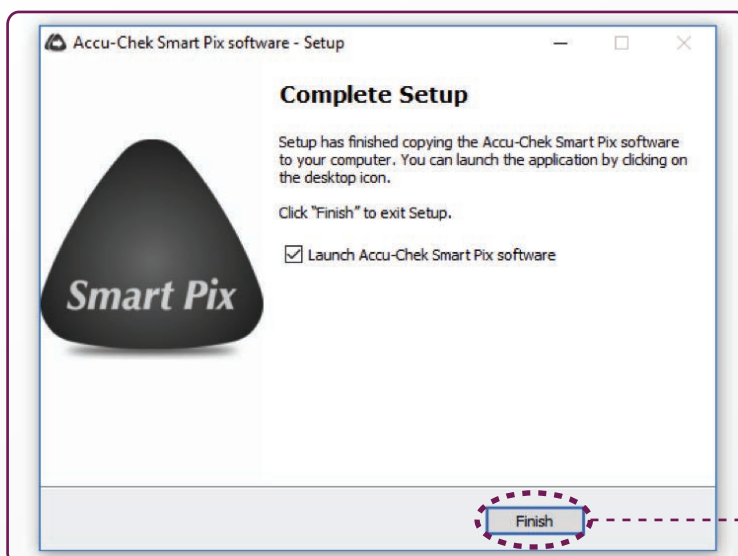 Accu-Chek Smart Pix software - Setup
Complete Setup
Setup has finished copying the Accu-Chek Smart Pix software
to your computer. You can launch the application by clicking on
the desktop icon.
Click "Finish" to exit Setup.
Launch Accu-Chek Smart Pix software
Smart Pix
Finish